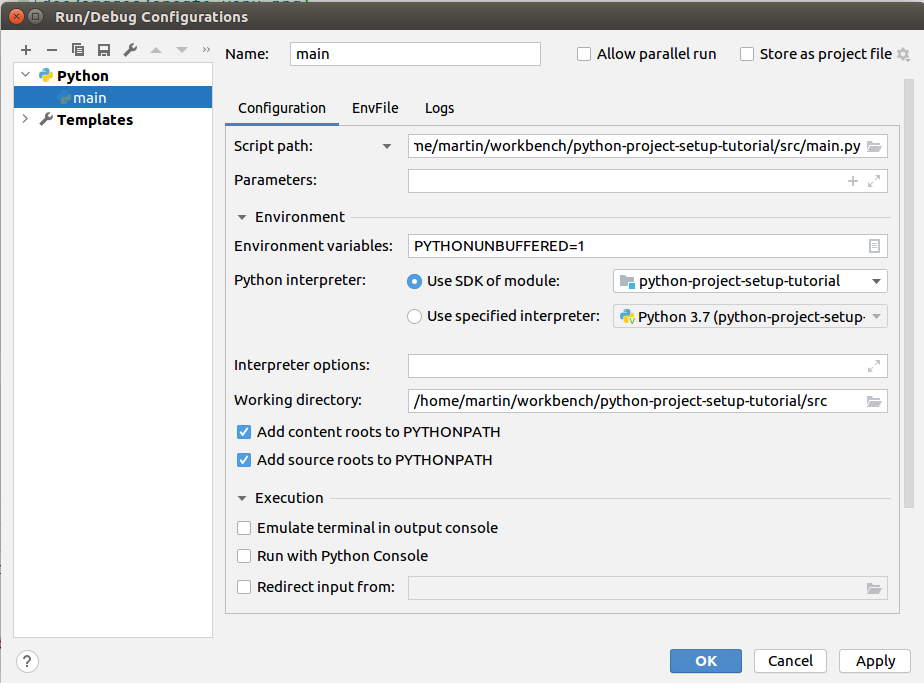 Run/Debug Configurations
Name: main Allow parallel run Store as project file
Python
main
Templates
Configuration EnvFile Logs
Script path: me/martin/workbench/python-project-setup-tutorial/src/main.py
Parameters:
Environment
Environment variables: PYTHONUNBUFFERED=1
Python interpreter: Use SDK of module: python-project-setup-tutorial
Use specified interpreter: Python 3.7 (python-project-setup-
Interpreter options:
Working directory: /home/martin/workbench/python-project-setup-tutorial/src
Add content roots to PYTHONPATH
Add source roots to PYTHONPATH
Execution
Emulate terminal in output console
Run with Python Console
Redirect input from:
? OK Cancel Apply